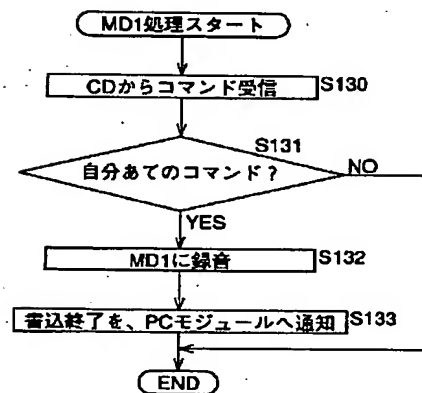 MD1処理スタート
CDからコマンド受信 S130
S131
自分あてのコマンド? NO
YES
MD1に録音 S132
書込終了を、PCモジュールへ通知 S133
END